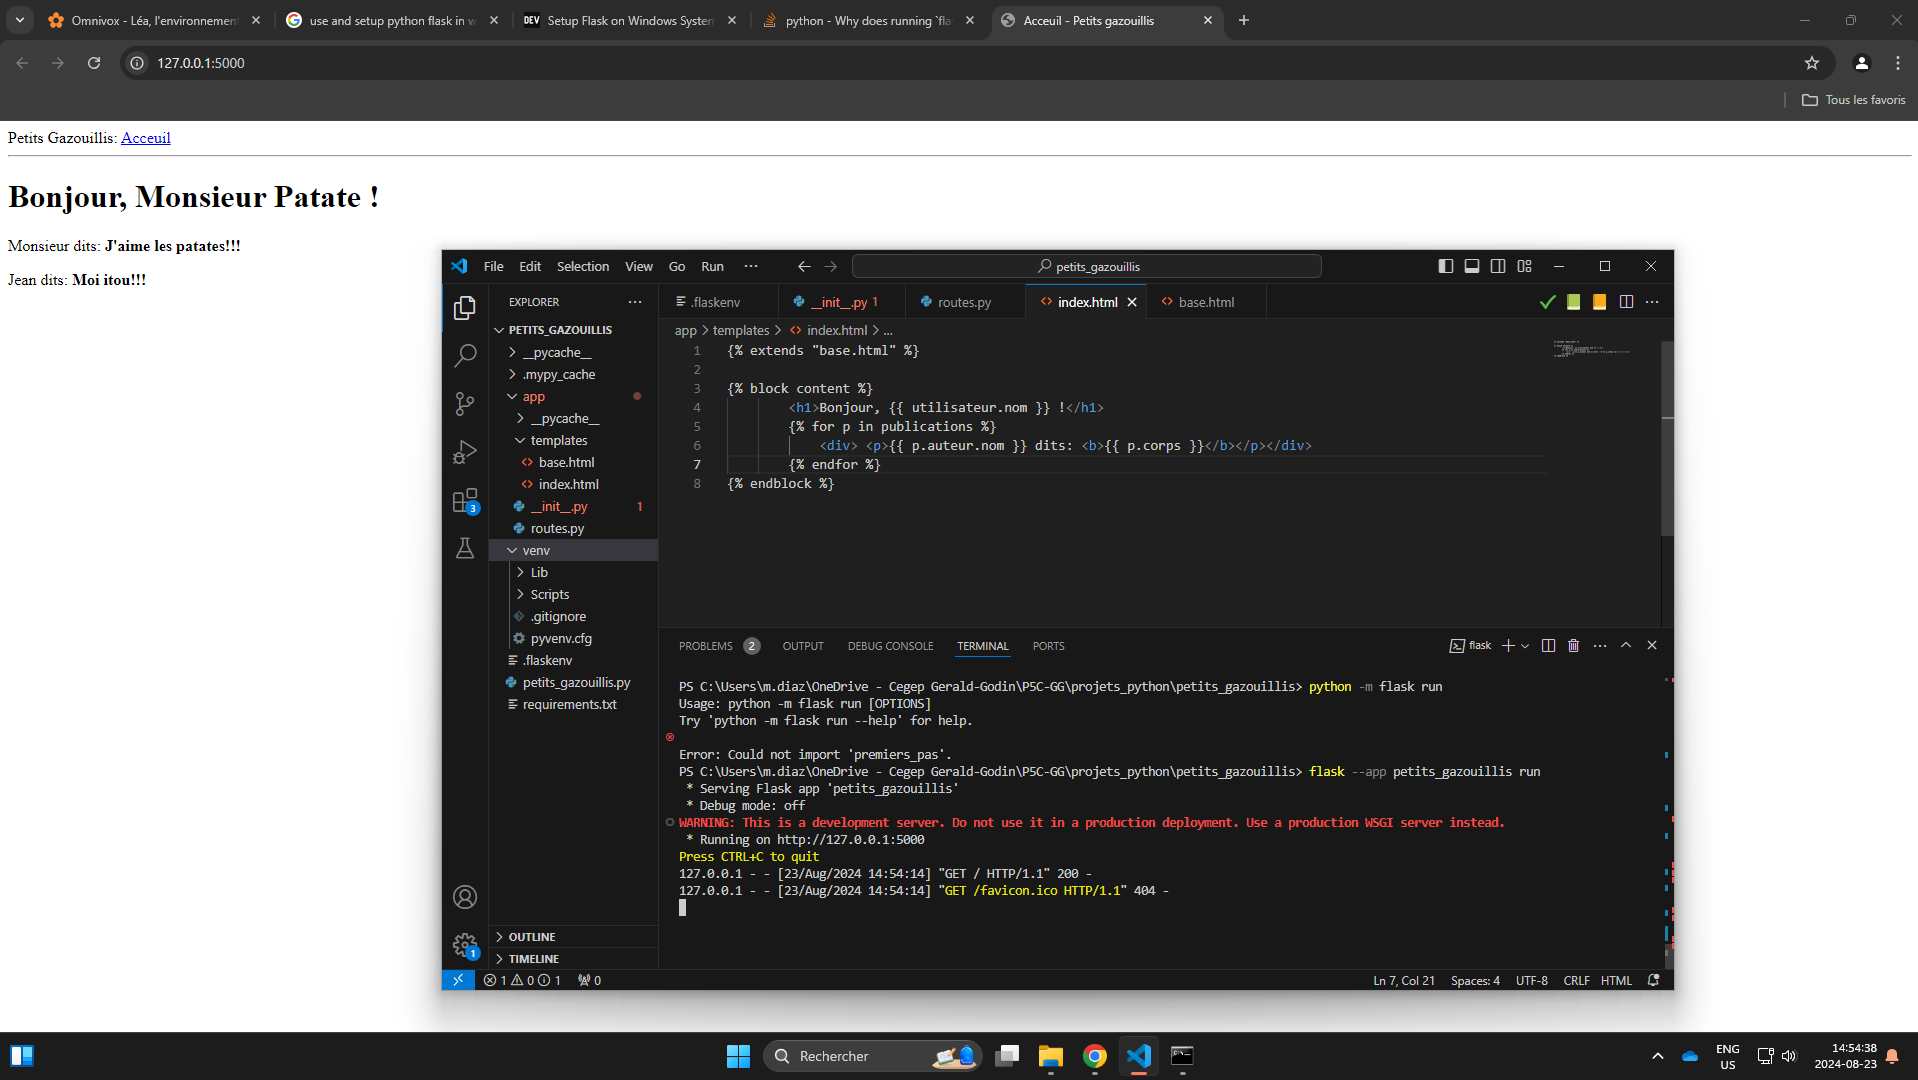 Omnivox - Léa, l'environnement
use and setup python flask in w
DEV Setup Flask on Windows System
python - Why does running `fla
Acceuil - Petits gazouillis
127.0.0.1:5000
Tous les favoris
Petits Gazouillis: Acceuil
Bonjour, Monsieur Patate !
Monsieur dits: J'aime les patates!!!
Jean dits: Moi itou!!!
File Edit Selection View Go Run ··· petits_gazouillis
EXPLORER ···
PETITS_GAZOUILLIS
__pycache__
.mypy_cache
app
__pycache__
templates
base.html
index.html
__init__.py 1
routes.py
venv
Lib
Scripts
.gitignore
pyvenv.cfg
.flaskenv
petits_gazouillis.py
requirements.txt
OUTLINE
TIMELINE
3
1
.flaskenv __init__.py 1 routes.py index.html base.html
app > templates > index.html > ...
1 {% extends "base.html" %}
2
3 {% block content %}
4 <h1>Bonjour, {{ utilisateur.nom }} !</h1>
5 {% for p in publications %}
6 <div> <p>{{ p.auteur.nom }} dits: <b>{{ p.corps }}</b></p></div>
7 {% endfor %}
8 {% endblock %}
PROBLEMS 2 OUTPUT DEBUG CONSOLE TERMINAL PORTS flask
PS C:\Users\m.diaz\OneDrive - Cegep Gerald-Godin\P5C-GG\projets_python\petits_gazouillis> python -m flask run
Usage: python -m flask run [OPTIONS]
Try 'python -m flask run --help' for help.
Error: Could not import 'premiers_pas'.
PS C:\Users\m.diaz\OneDrive - Cegep Gerald-Godin\P5C-GG\projets_python\petits_gazouillis> flask --app petits_gazouillis run
* Serving Flask app 'petits_gazouillis'
* Debug mode: off
WARNING: This is a development server. Do not use it in a production deployment. Use a production WSGI server instead.
* Running on http://127.0.0.1:5000
Press CTRL+C to quit
127.0.0.1 - - [23/Aug/2024 14:54:14] "GET / HTTP/1.1" 200 -
127.0.0.1 - - [23/Aug/2024 14:54:14] "GET /favicon.ico HTTP/1.1" 404 -
1 0 1 0 Ln 7, Col 21 Spaces: 4 UTF-8 CRLF HTML
Rechercher
ENG
US
14:54:38
2024-08-23